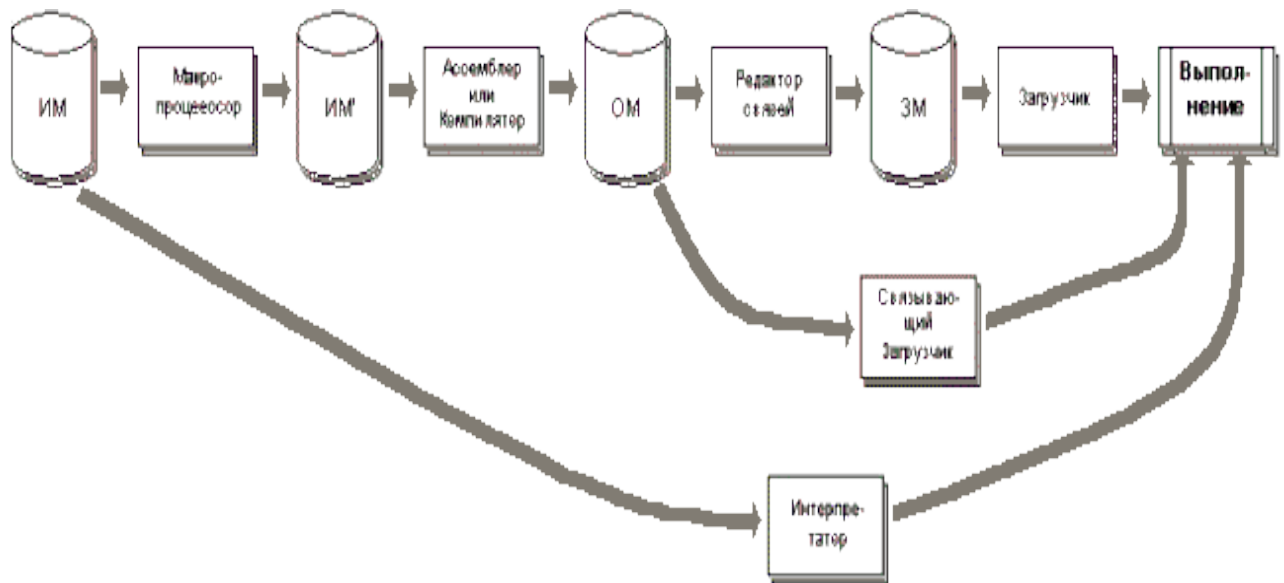 ИМ
Макро-
процессор
ИМ'
Ассемблер
или
Компилятор
ОМ
Редактор
связей
ЗМ
Загрузчик
Выпол-
нение
Связываю-
щий
Загрузчик
Интерпре-
татор